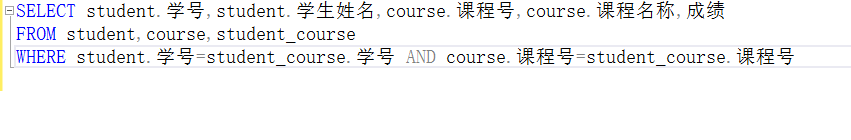 SELECT student.学号,student.学生姓名,course.课程号,course.课程名称,成绩
FROM student,course,student_course
WHERE student.学号=student_course.学号 AND course.课程号=student_course.课程号